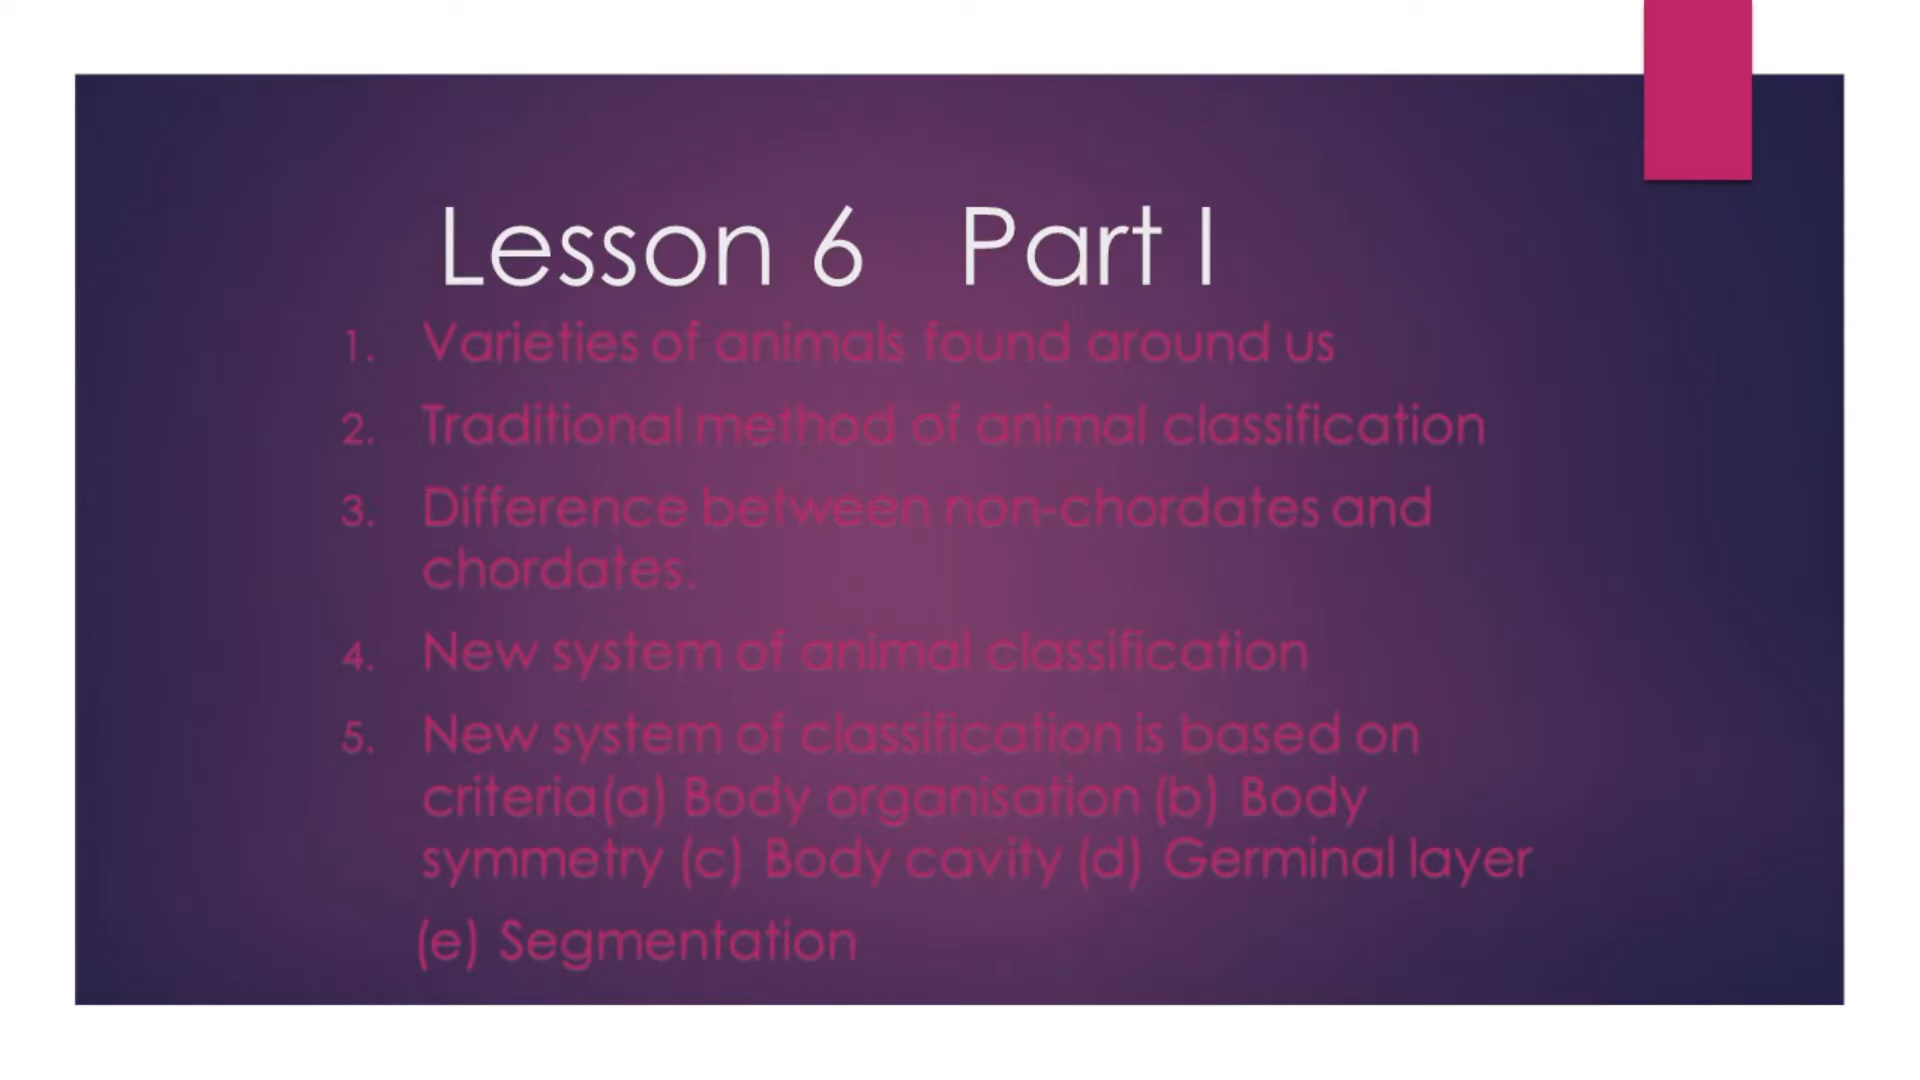 Lesson 6 Part I
1. Varieties of animals found around us
2. Traditional method of animal classification
3. Difference between non-chordates and
chordates.
4. New system of animal classification
5. New system of classification is based on
criteria(a) Body organisation (b) Body
symmetry (c) Body cavity (d) Germinal layer
(e) Segmentation